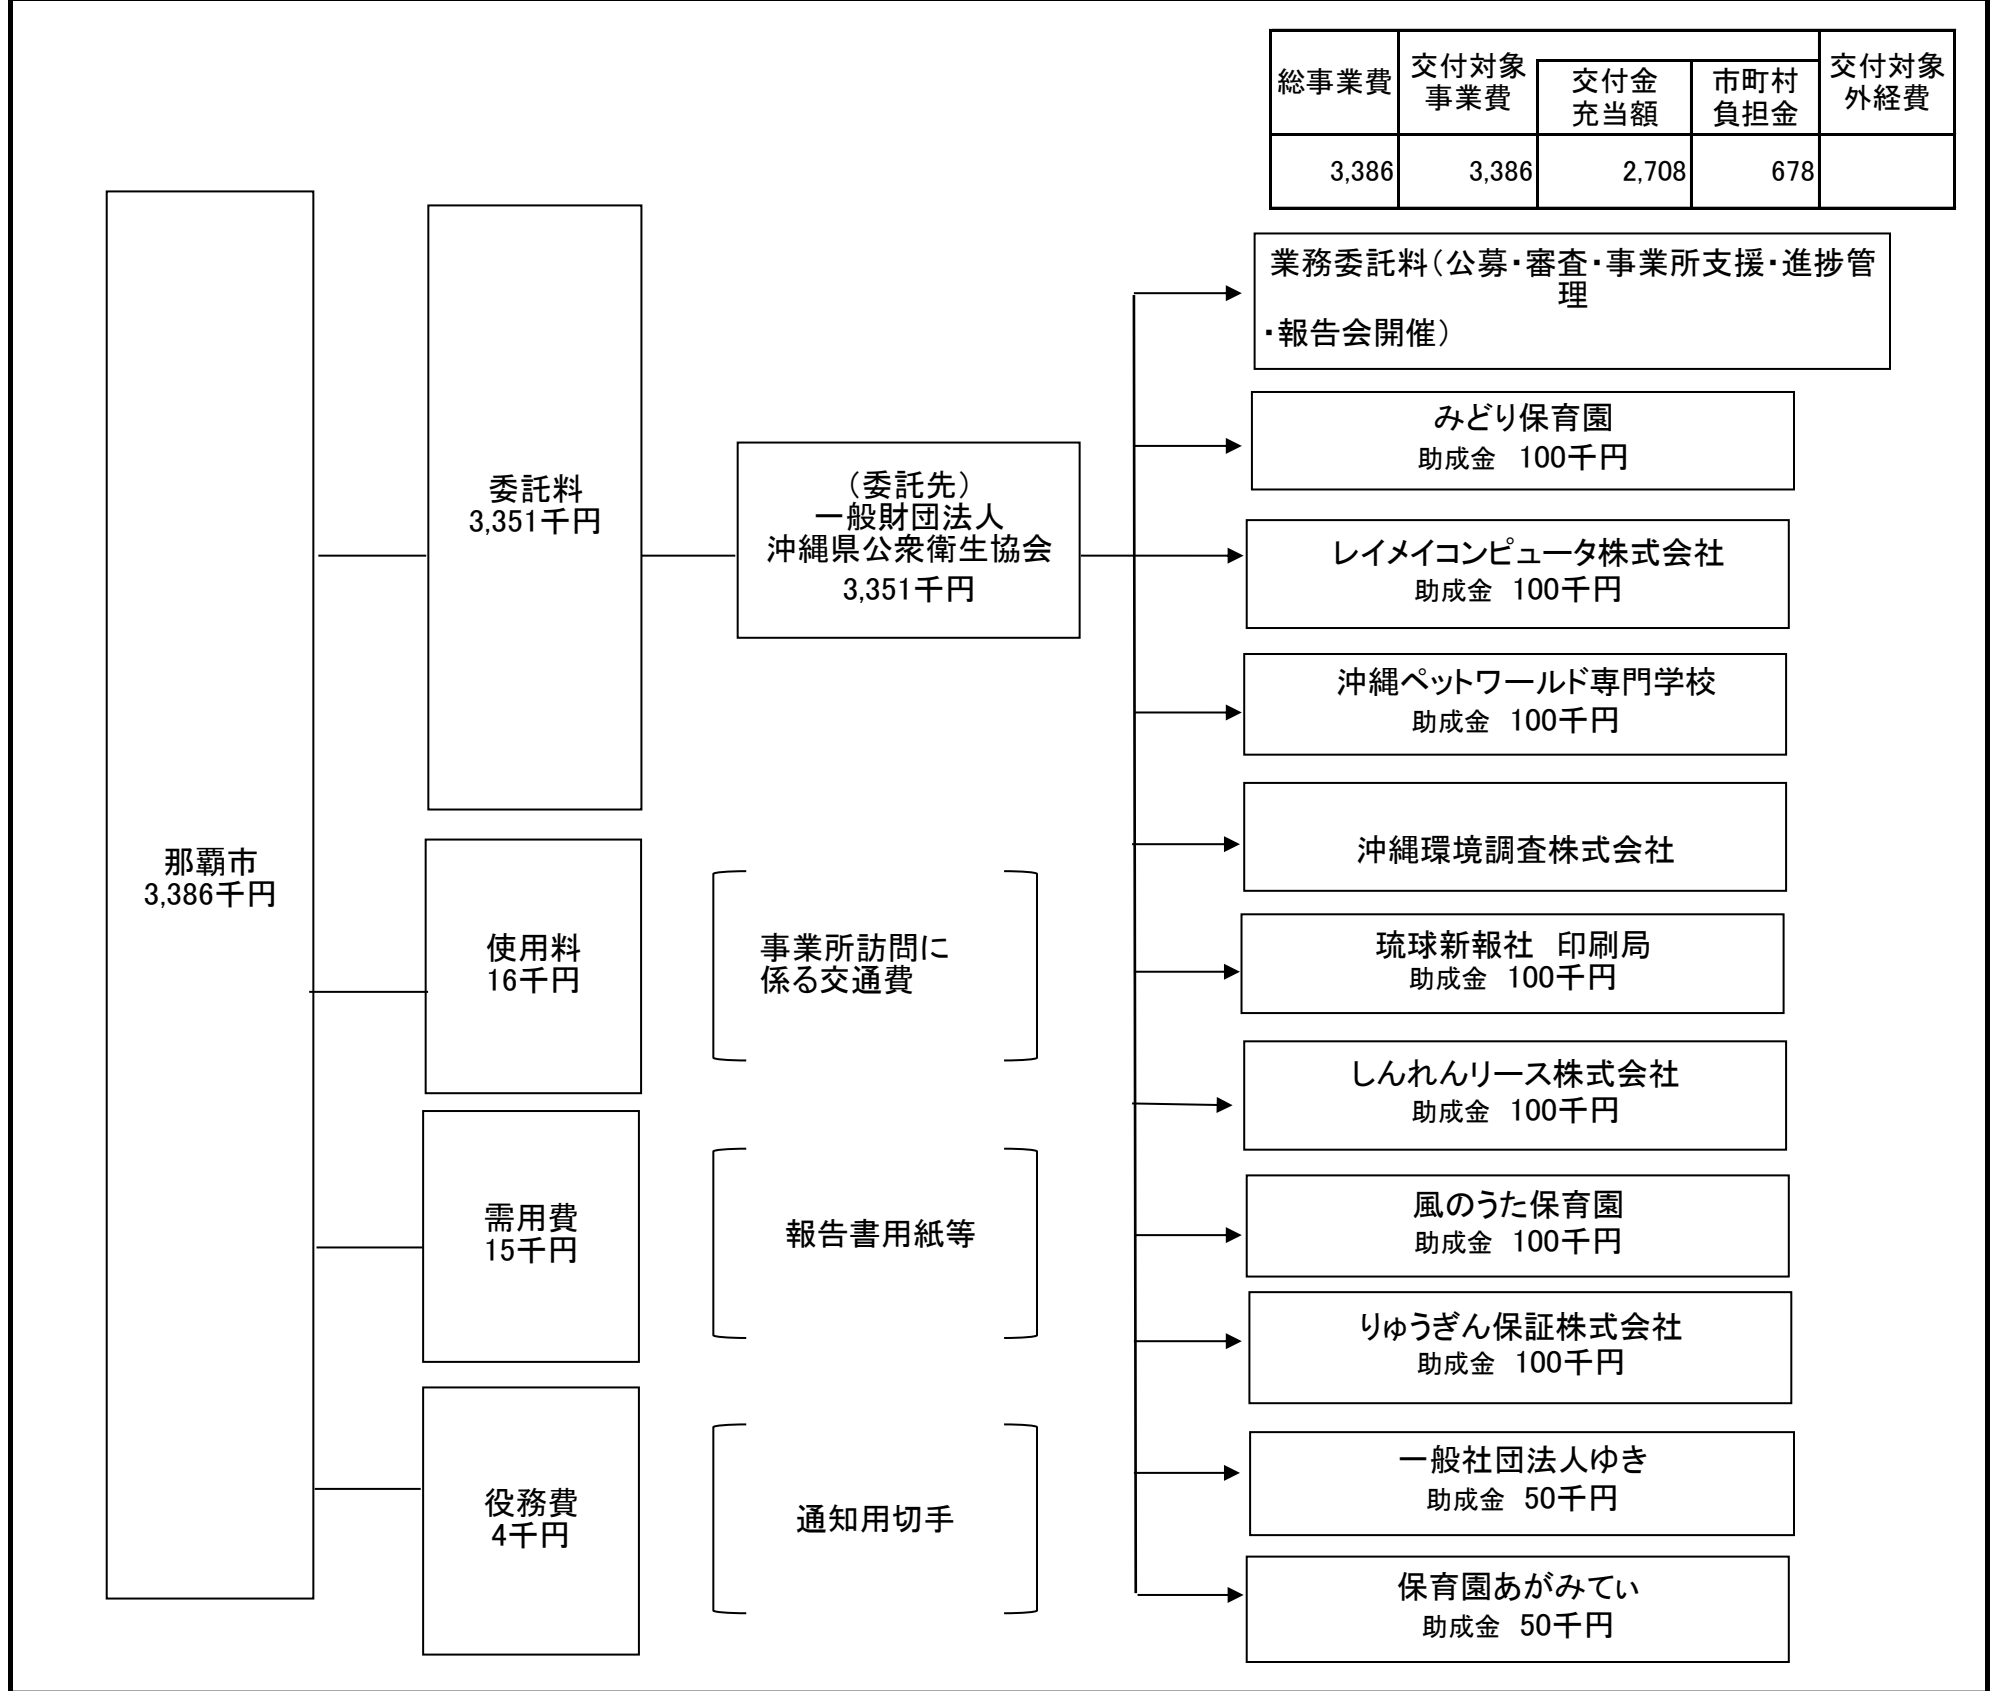 総事業費
交付対象
事業費
交付金
充当額
市町村
負担金
交付対象
外経費
3,386
3,386
2,708
678
那覇市
3,386千円
委託料
3,351千円
（委託先）
一般財団法人
沖縄県公衆衛生協会
3,351千円
使用料
16千円
事業所訪問に
係る交通費
需用費
15千円
報告書用紙等
役務費
4千円
通知用切手
業務委託料（公募・審査・事業所支援・進捗管
理
・報告会開催）
みどり保育園
助成金 100千円
レイメイコンピュータ株式会社
助成金 100千円
沖縄ペットワールド専門学校
助成金 100千円
沖縄環境調査株式会社
琉球新報社 印刷局
助成金 100千円
しんれんリース株式会社
助成金 100千円
風のうた保育園
助成金 100千円
りゅうぎん保証株式会社
助成金 100千円
一般社団法人ゆき
助成金 50千円
保育園あがみてぃ
助成金 50千円